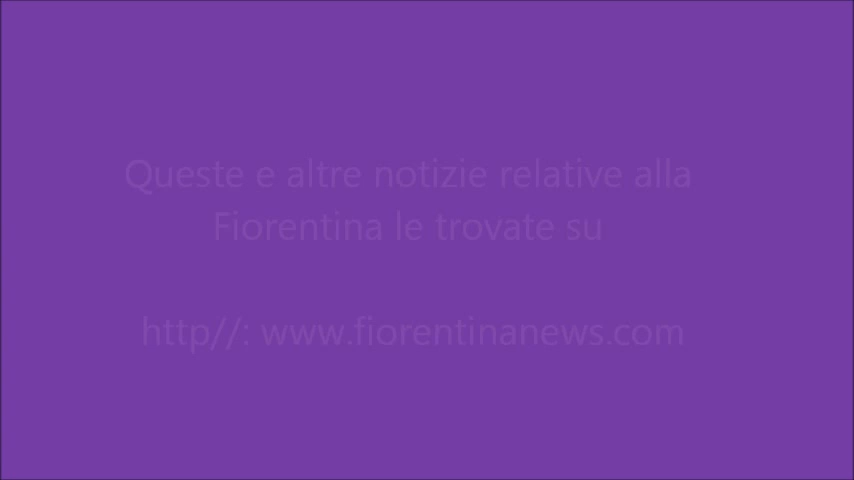 Queste e altre notizie relative alla
Fiorentina le trovate su
http//: www.fiorentinanews.com